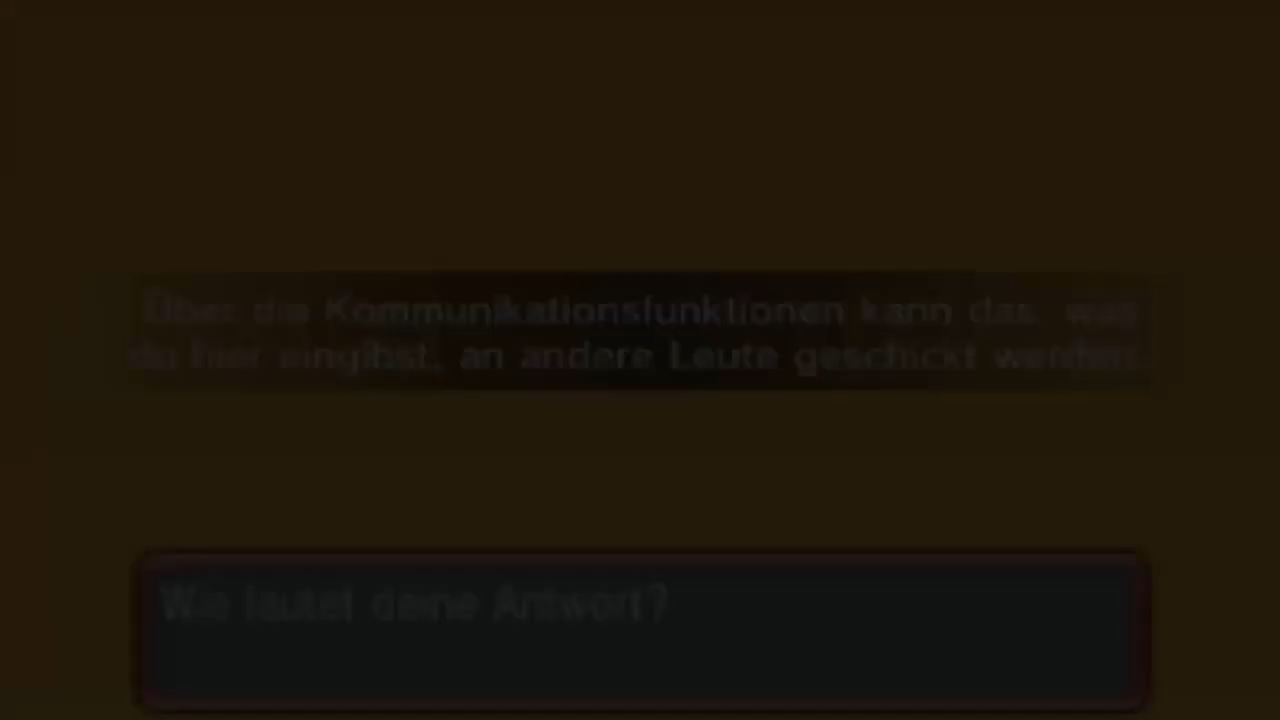 Über die Kommunikationsfunktionen kann das, was
du hier eingibst, an andere Leute geschickt werden.
Wie lautet deine Antwort?